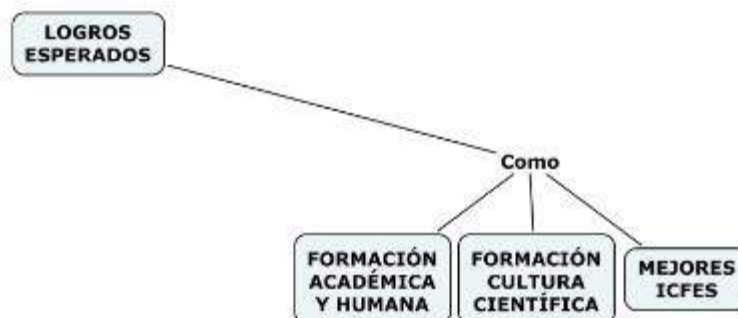 LOGROS
ESPERADOS
Como
FORMACIÓN
ACADÉMICA
Y HUMANA
FORMACIÓN
CULTURA
CIENTÍFICA
MEJORES
ICFES